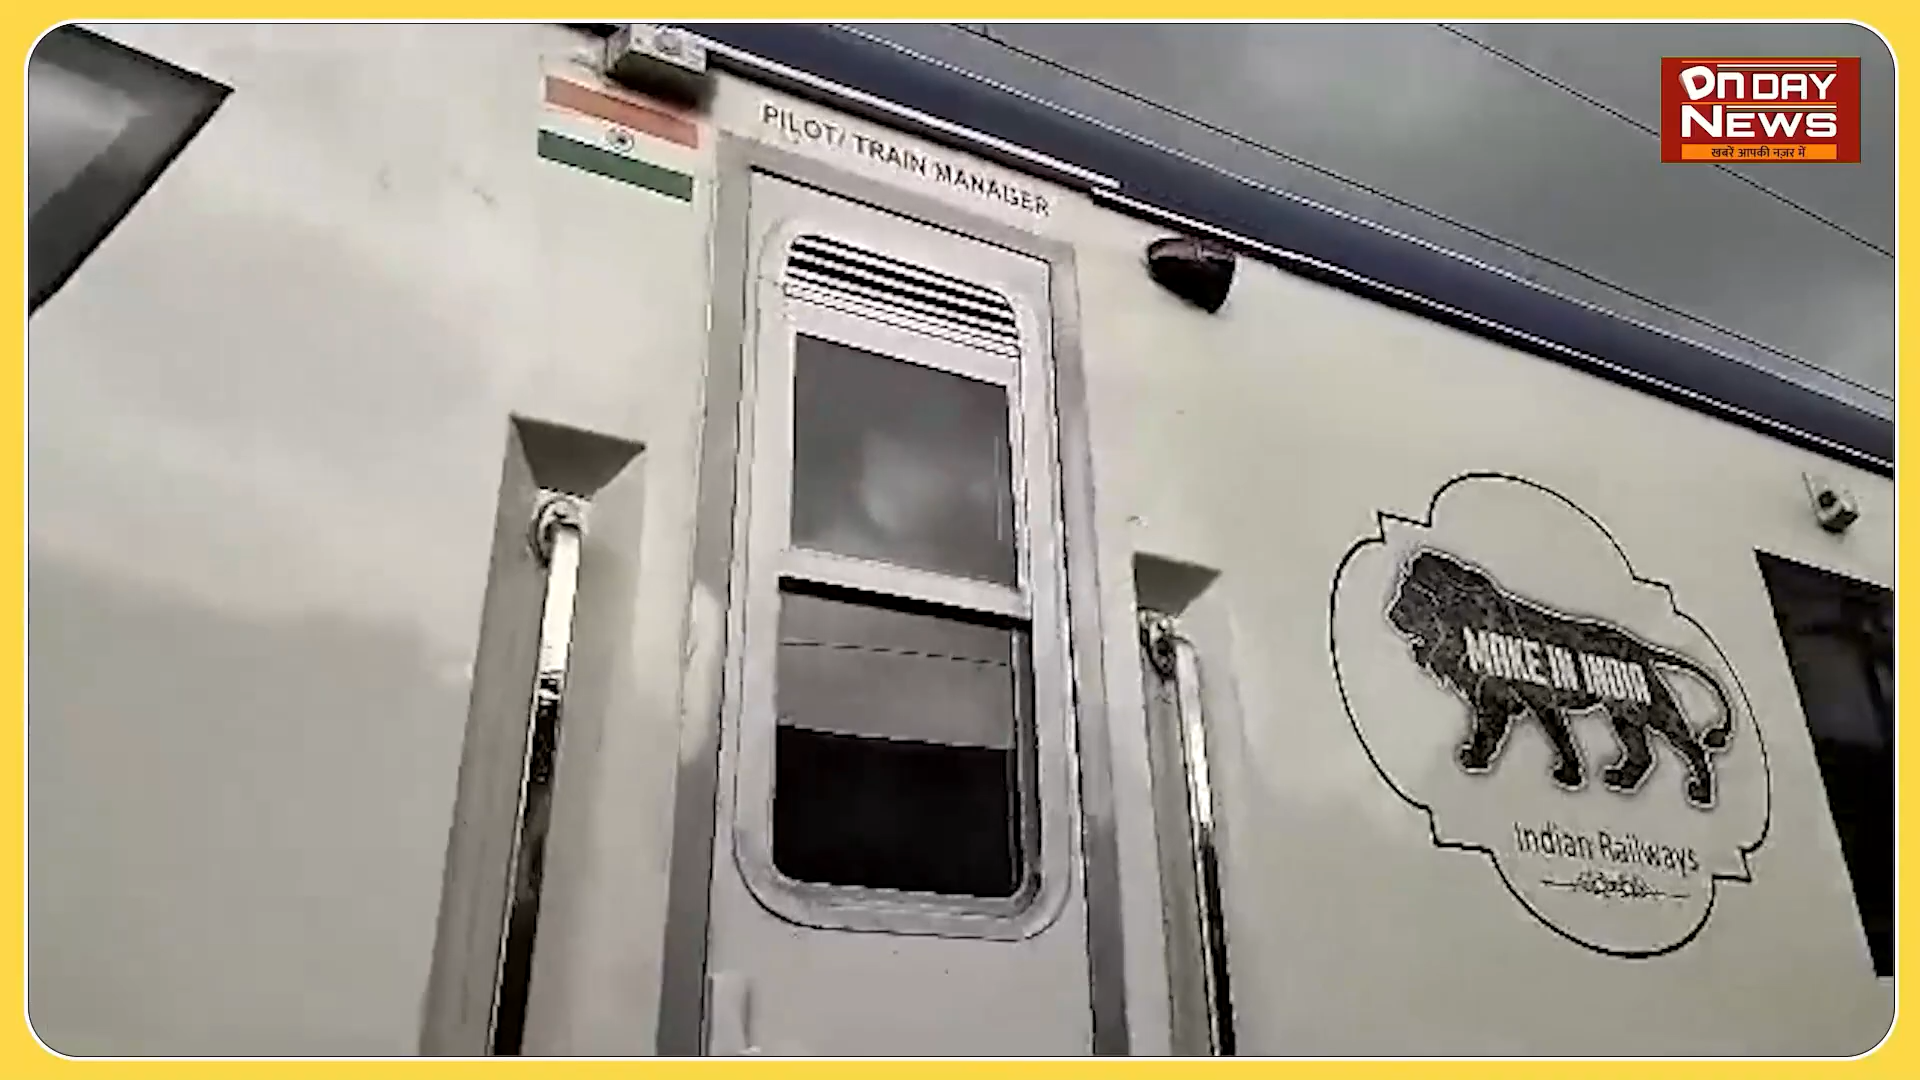 PILOT/ TRAIN MANAGER
ON DAY
NEWS
खबरें आपकी नज़र में
MAKE IN INDIA
Indian Railways